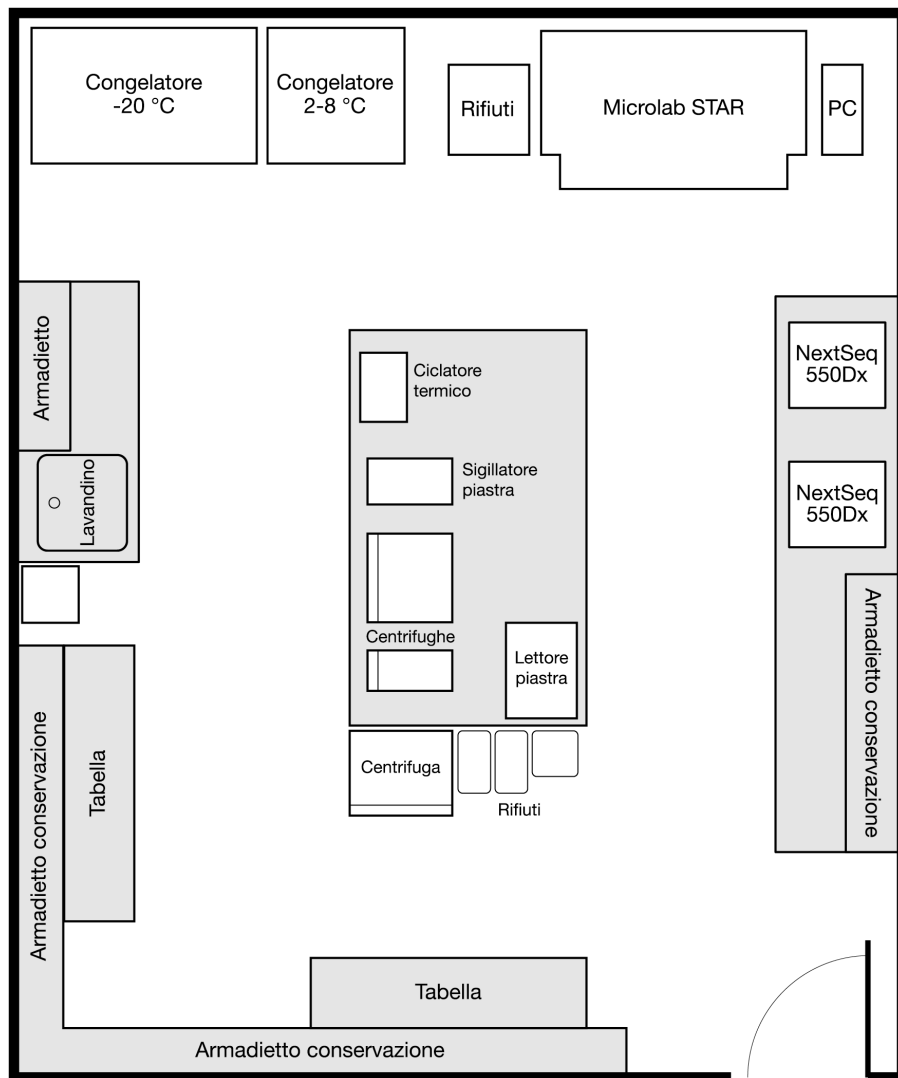 Congelatore
-20 °C
Congelatore
2-8 °C
Rifiuti
Microlab STAR
PC
Armadietto
Lavandino
Ciclatore
termico
Sigillatore
piastra
Centrifughe
Lettore
piastra
NextSeq
550Dx
NextSeq
550Dx
Armadietto conservazione
Armadietto conservazione
Tabella
Centrifuga
Rifiuti
Tabella
Armadietto conservazione